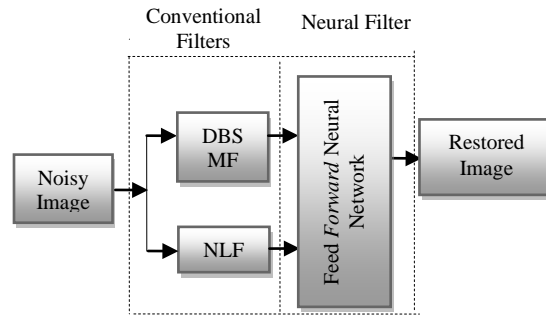 Conventional
Filters
Neural Filter
Noisy
Image
DBS
MF
NLF
Feed Forward Neural
Network
Restored
Image